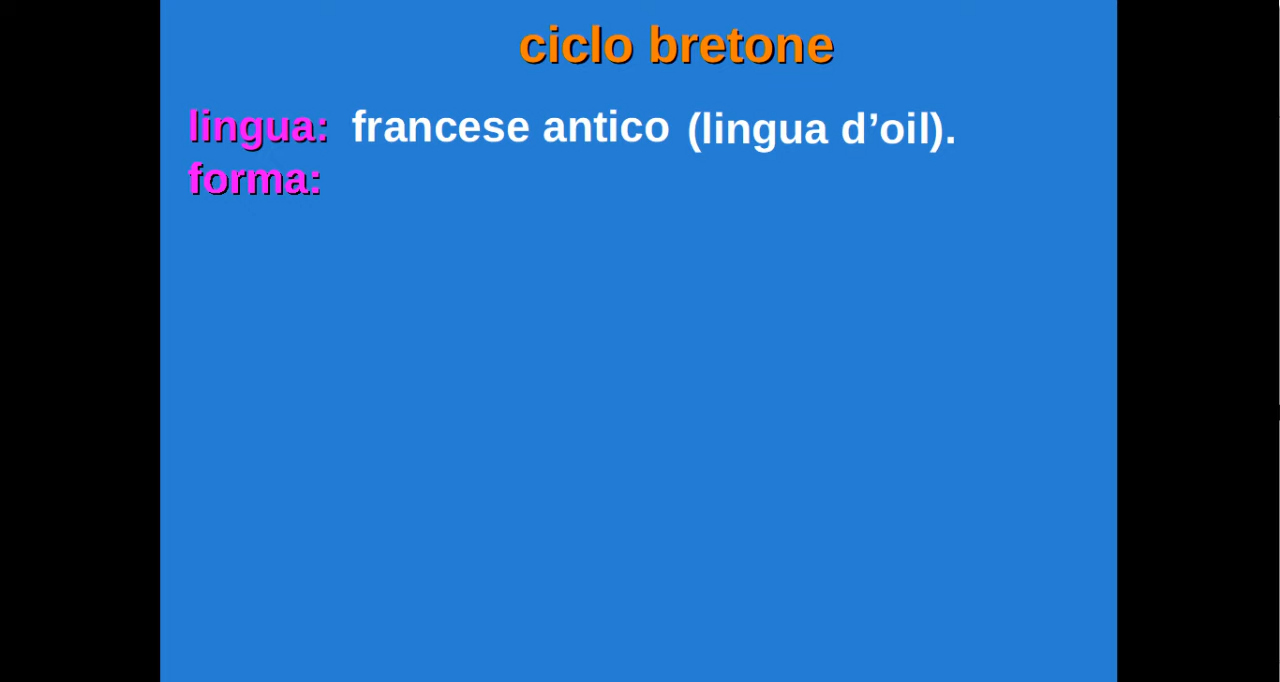 ciclo bretone
lingua: francese antico (lingua d’oil).
forma: